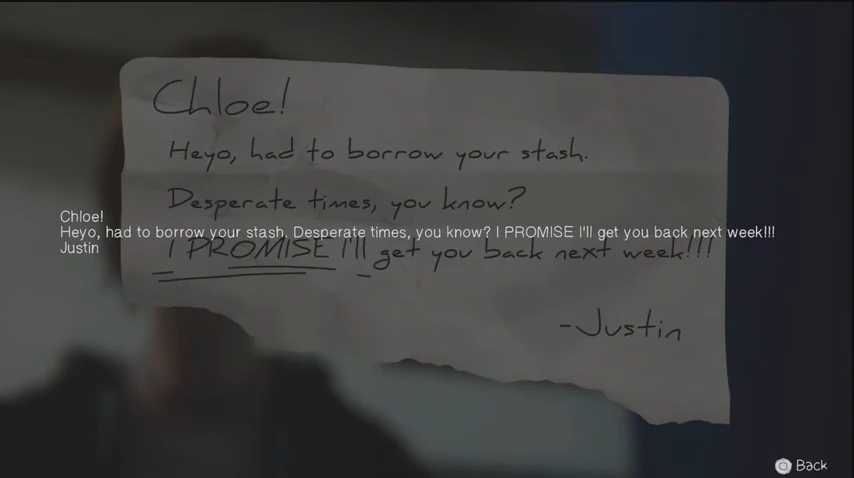 Chloe!
Heyo, had to borrow your stash.
Desperate times, you know?
I PROMISE I'll get you back next week!!!
-Justin
Chloe!
Heyo, had to borrow your stash. Desperate times, you know? I PROMISE I'll get you back next week!!!
Justin
Back